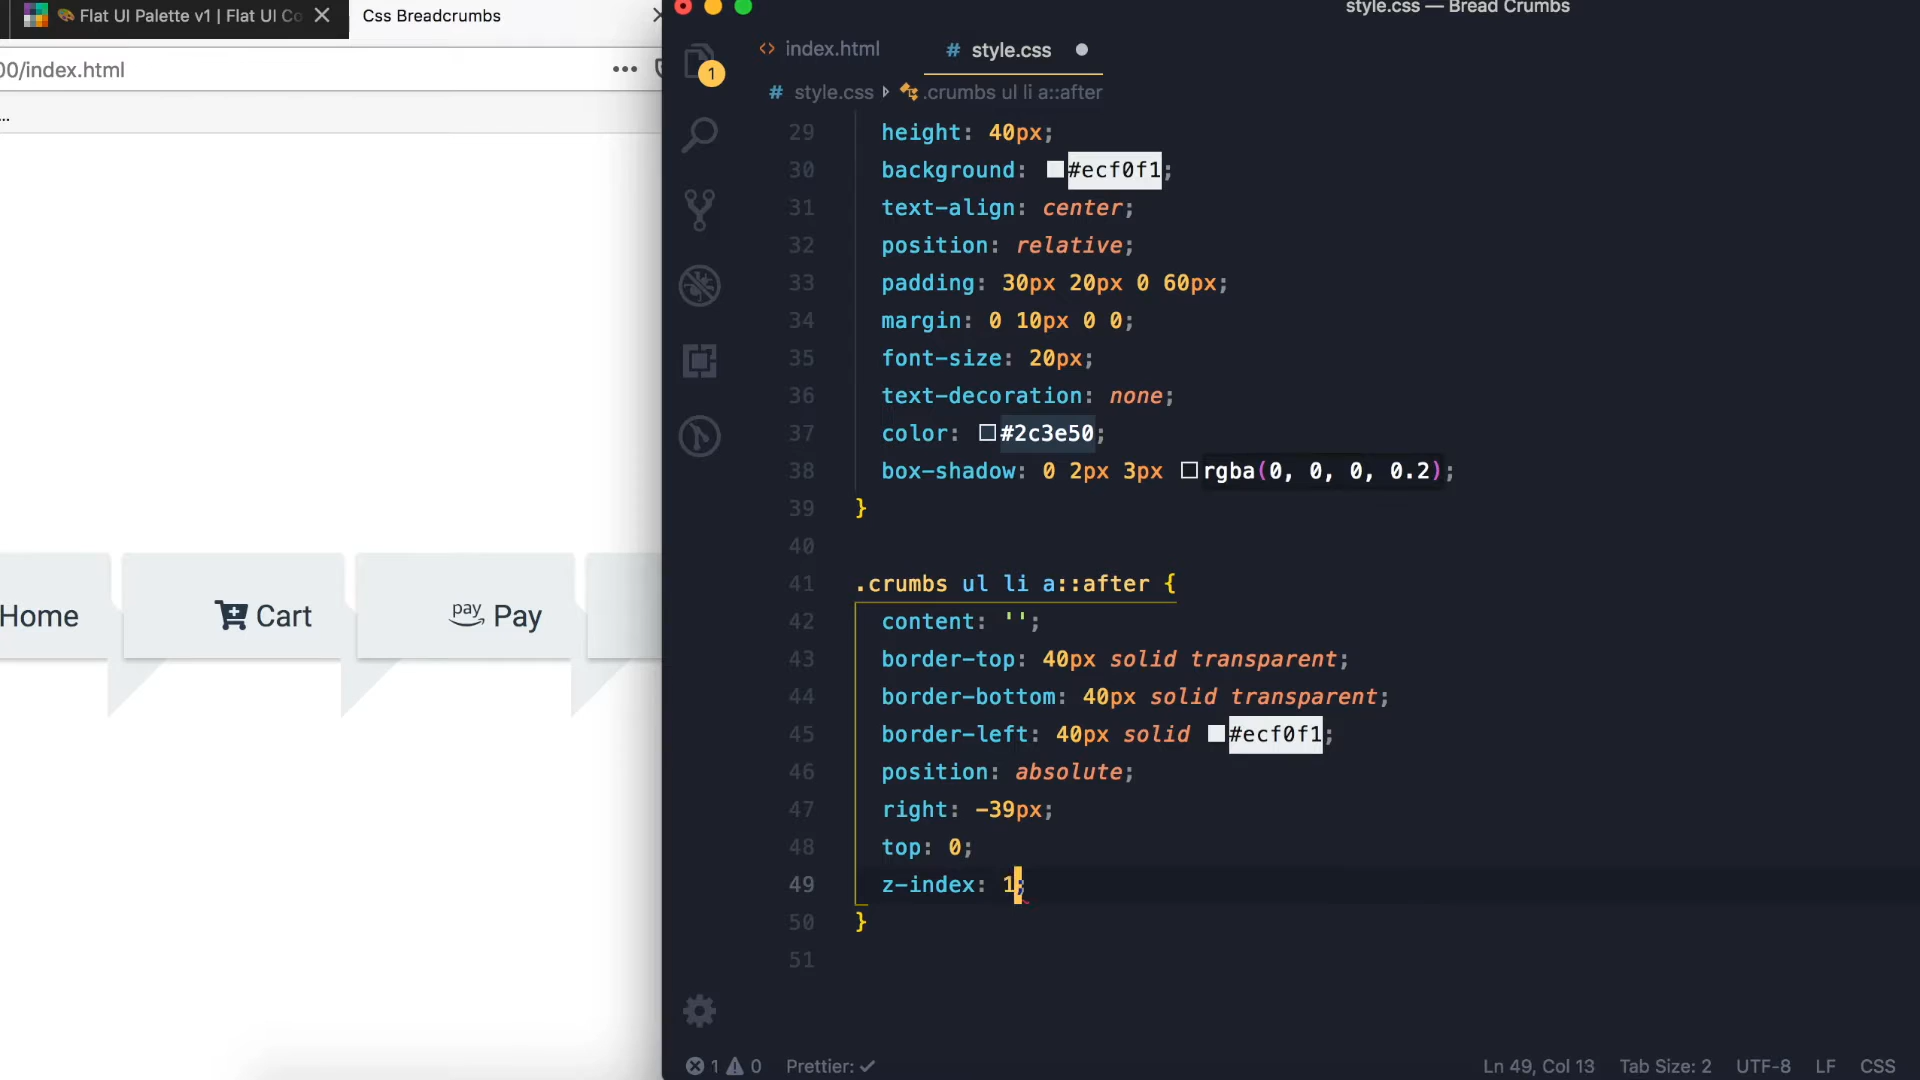 Flat UI Palette v1 | Flat UI Co
Css Breadcrumbs
00/index.html
...
Home
Cart
pay Pay
style.css — Bread Crumbs
index.html
# style.css
1
# style.css .crumbs ul li a::after
29 height: 40px;
30 background: #ecf0f1;
31 text-align: center;
32 position: relative;
33 padding: 30px 20px 0 60px;
34 margin: 0 10px 0 0;
35 font-size: 20px;
36 text-decoration: none;
37 color: #2c3e50;
38 box-shadow: 0 2px 3px rgba(0, 0, 0, 0.2);
39 }
40
41 .crumbs ul li a::after {
42 content: '';
43 border-top: 40px solid transparent;
44 border-bottom: 40px solid transparent;
45 border-left: 40px solid #ecf0f1;
46 position: absolute;
47 right: -39px;
48 top: 0;
49 z-index: 1;
50 }
51
1 0 Prettier: ✓ Ln 49, Col 13 Tab Size: 2 UTF-8 LF CSS